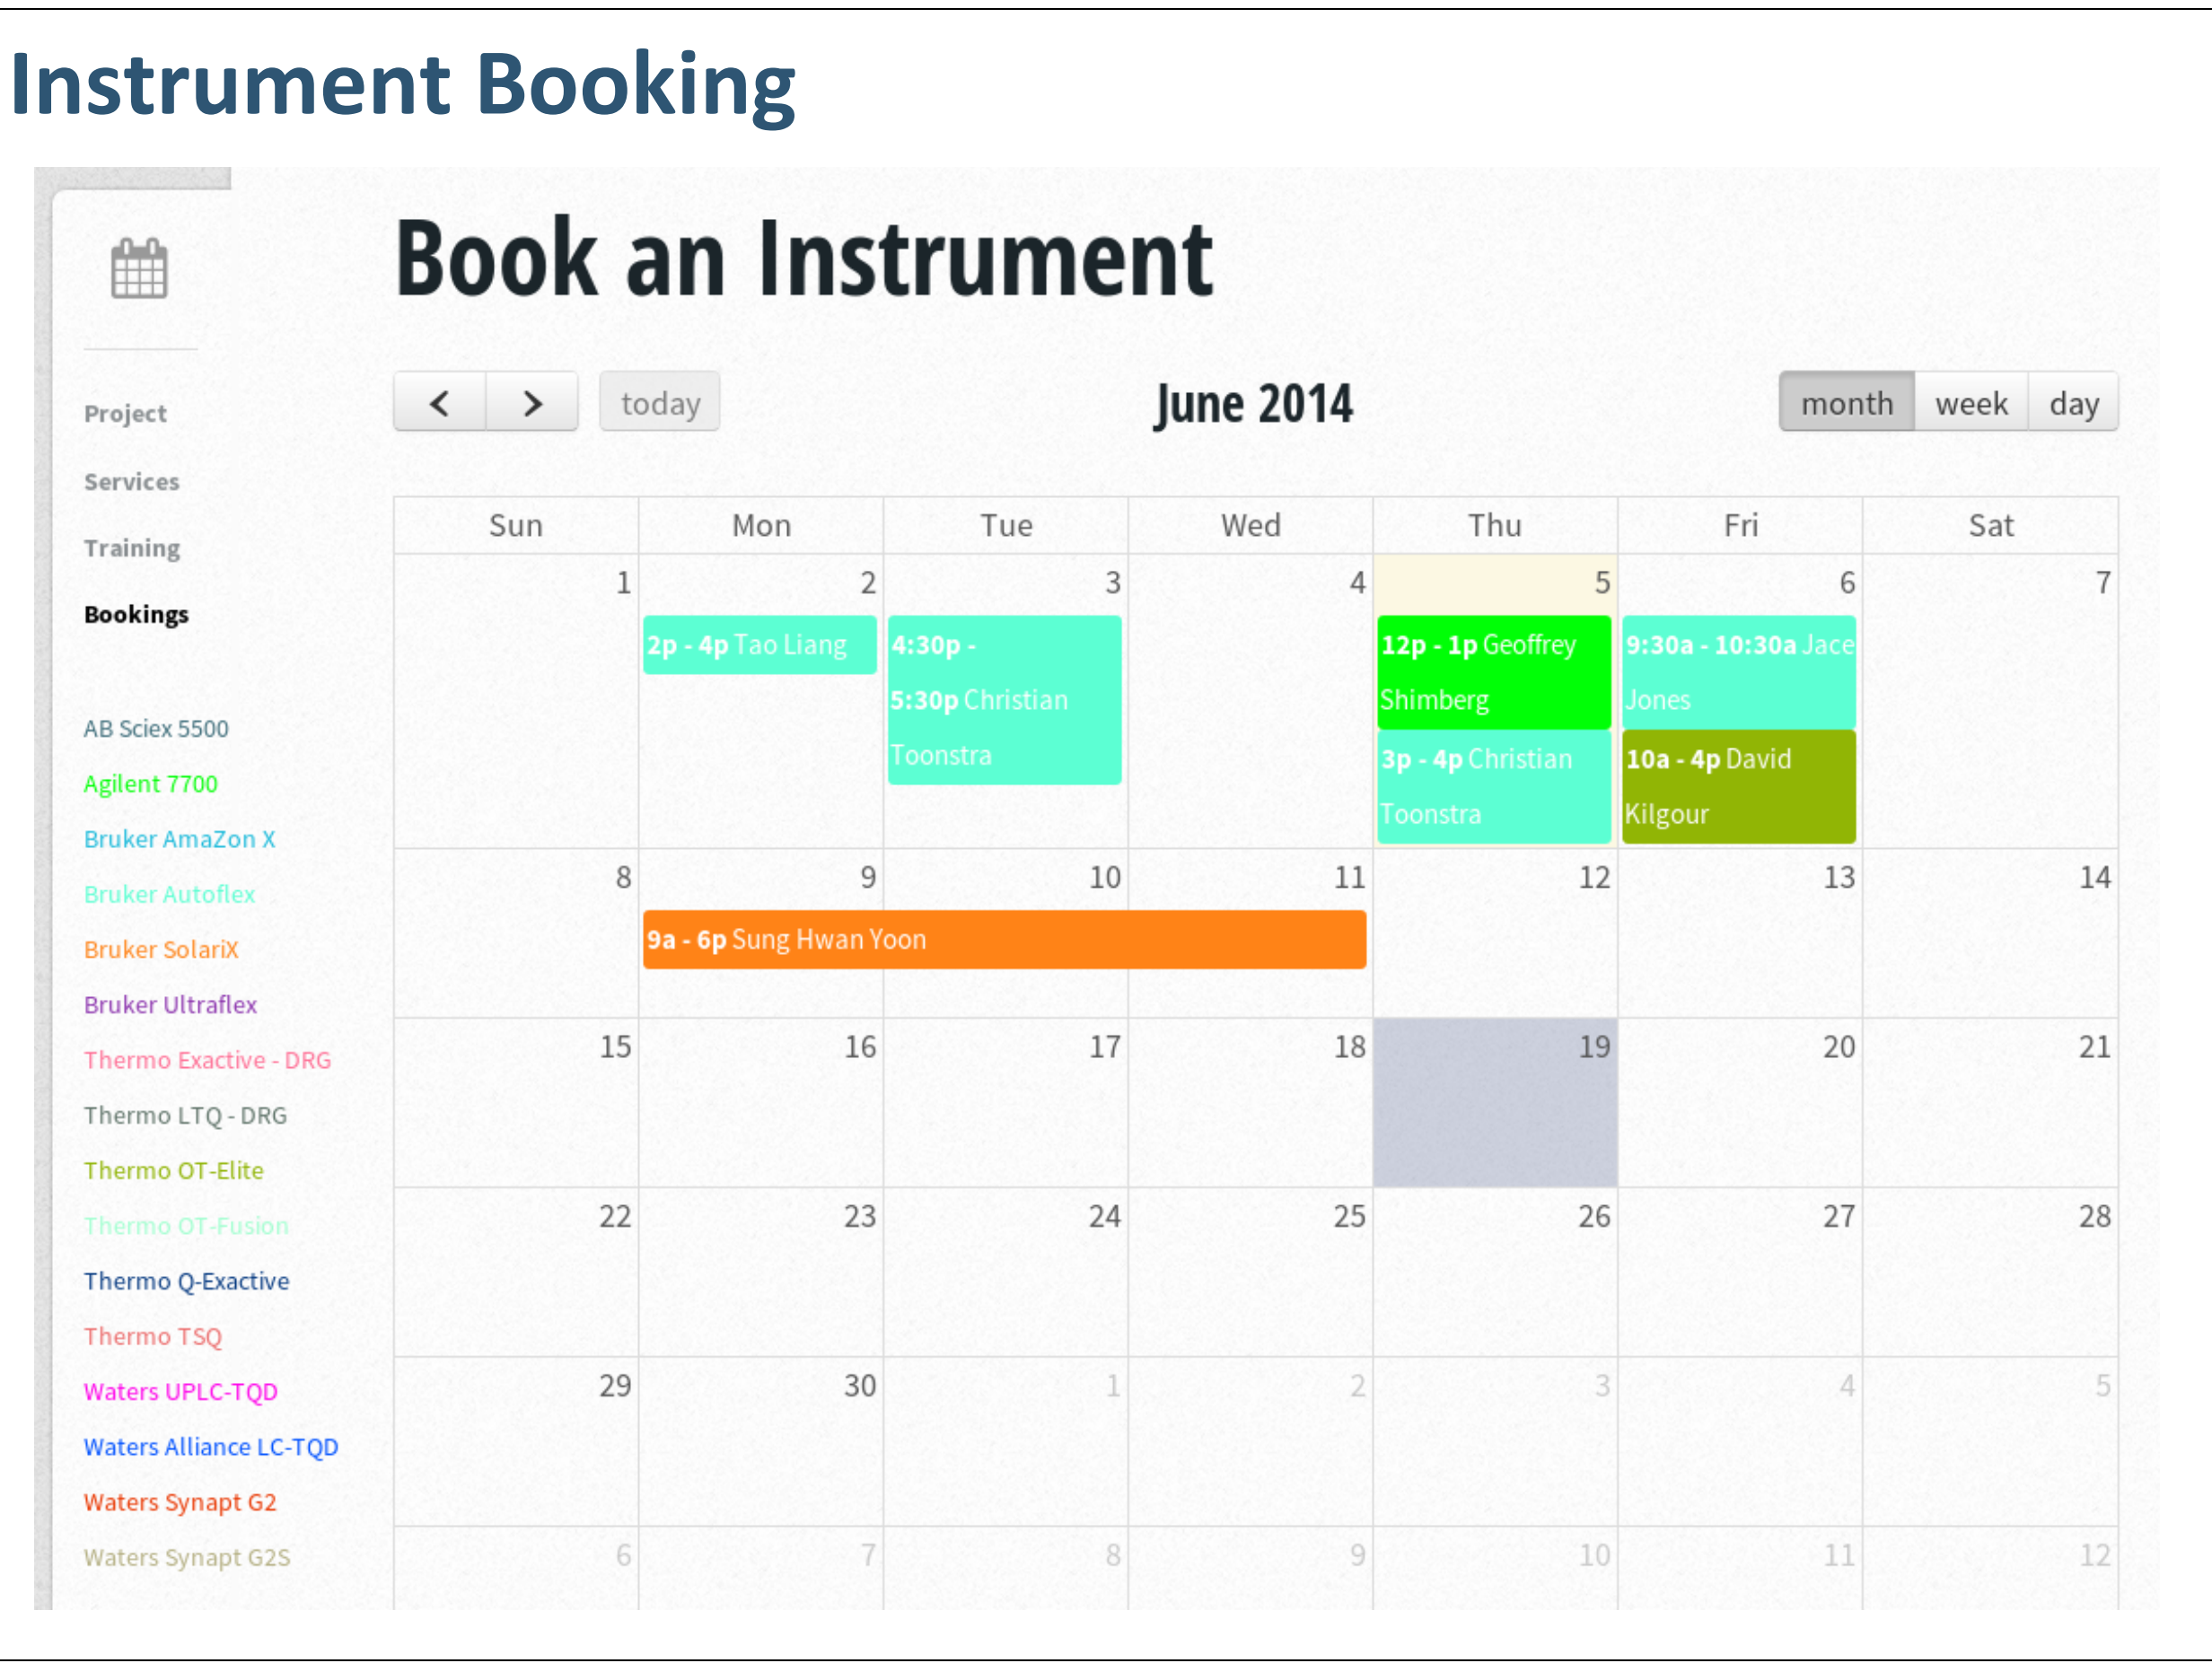 Instrument Booking
Book an Instrument
Project
Services
Training
Bookings
AB Sciex 5500
Agilent 7700
Bruker AmaZon X
Bruker Autoflex
Bruker SolariX
Bruker Ultraflex
Thermo Exactive - DRG
Thermo LTQ - DRG
Thermo OT-Elite
Thermo OT-Fusion
Thermo Q-Exactive
Thermo TSQ
Waters UPLC-TQD
Waters Alliance LC-TQD
Waters Synapt G2
Waters Synapt G2S
< > today June 2014 month week day
Sun Mon Tue Wed Thu Fri Sat
1 2 3 4 5 6 7
2p - 4p Tao Liang
4:30p -
5:30p Christian
Toonstra
12p - 1p Geoffrey
Shimberg
3p - 4p Christian
Toonstra
9:30a - 10:30a Jace
Jones
10a - 4p David
Kilgour
8 9 10 11 12 13 14
9a - 6p Sung Hwan Yoon
15 16 17 18 19 20 21
22 23 24 25 26 27 28
29 30 1 2 3 4 5
6 7 8 9 10 11 12